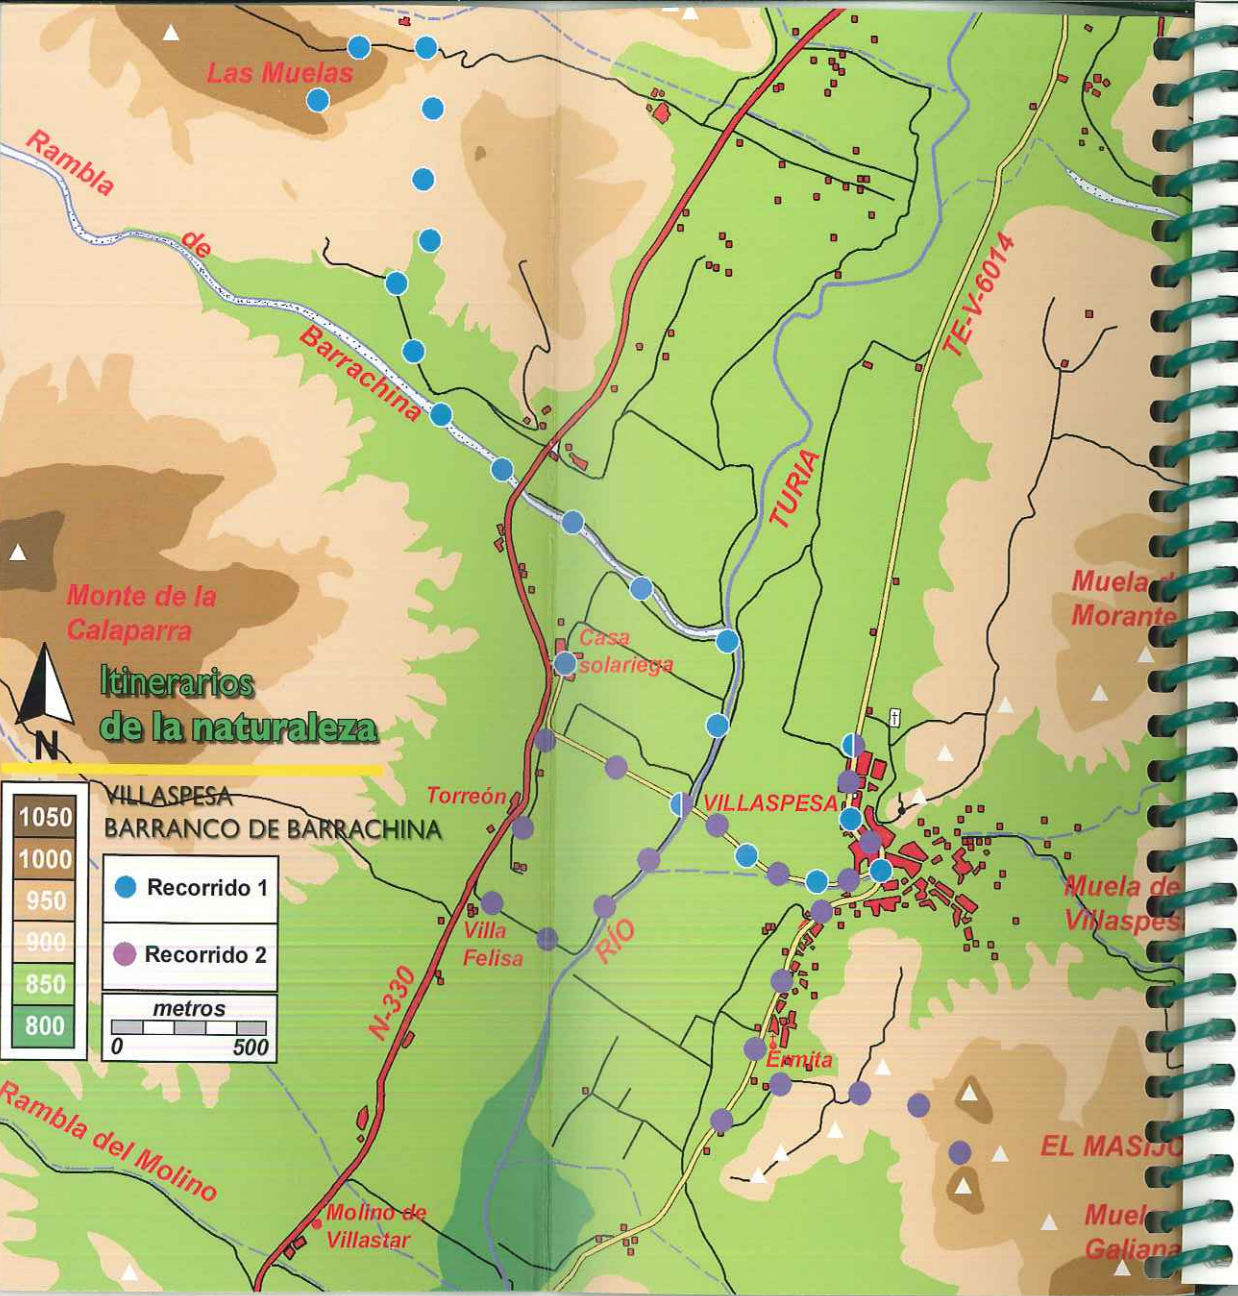 Las Muelas
Rambla
de
Barrachina
TE-V-6014
TURIA
Monte de la
Calaparra
Muela
Morante
Casa
solariega
Itinerarios
de la naturaleza
N
VILLASPESA
BARRANCO DE BARRACHINA
Torreón
VILLASPESA
1050
1000
950
900
850
800
Recorrido 1
Recorrido 2
metros
0 500
Villa
Felisa
RÍO
N-330
Muela de
Villaspes
Ermita
EL MASIJO
Rambla del Molino
Molino de
Villastar
Muel
Galiana